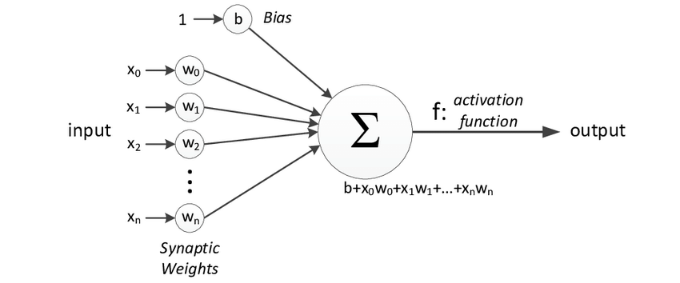 1 b Bias
x₀ w₀
x₁ w₁
input
x₂ w₂
⋮
xₙ wₙ
Synaptic
Weights
Σ
b+x₀w₀+x₁w₁+...+xₙwₙ
f: activation
function
output